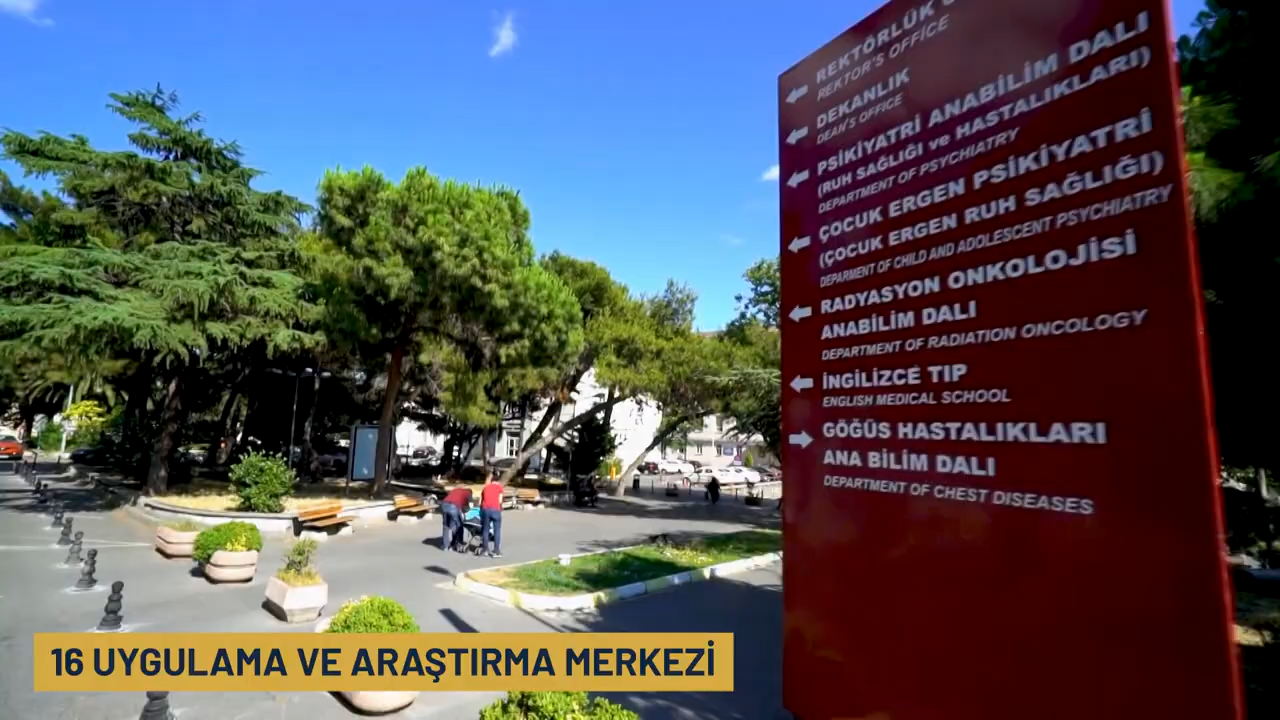 REKTÖRLÜK
REKTOR'S OFFICE
DEKANLIK
DEAN'S OFFICE
PSİKİYATRİ ANABİLİM DALI
(RUH SAĞLIĞI ve HASTALIKLARI)
DEPARTMENT OF PSYCHIATRY
ÇOCUK ERGEN PSİKİYATRİ
(ÇOCUK ERGEN RUH SAĞLIĞI)
DEPARMENT OF CHILD AND ADOLESCENT PSYCHIATRY
RADYASYON ONKOLOJİSİ
ANABİLİM DALI
DEPARTMENT OF RADIATION ONCOLOGY
İNGİLİZCE TIP
ENGLISH MEDICAL SCHOOL
GÖĞÜS HASTALIKLARI
ANA BİLİM DALI
DEPARTMENT OF CHEST DISEASES
16 UYGULAMA VE ARAŞTIRMA MERKEZİ